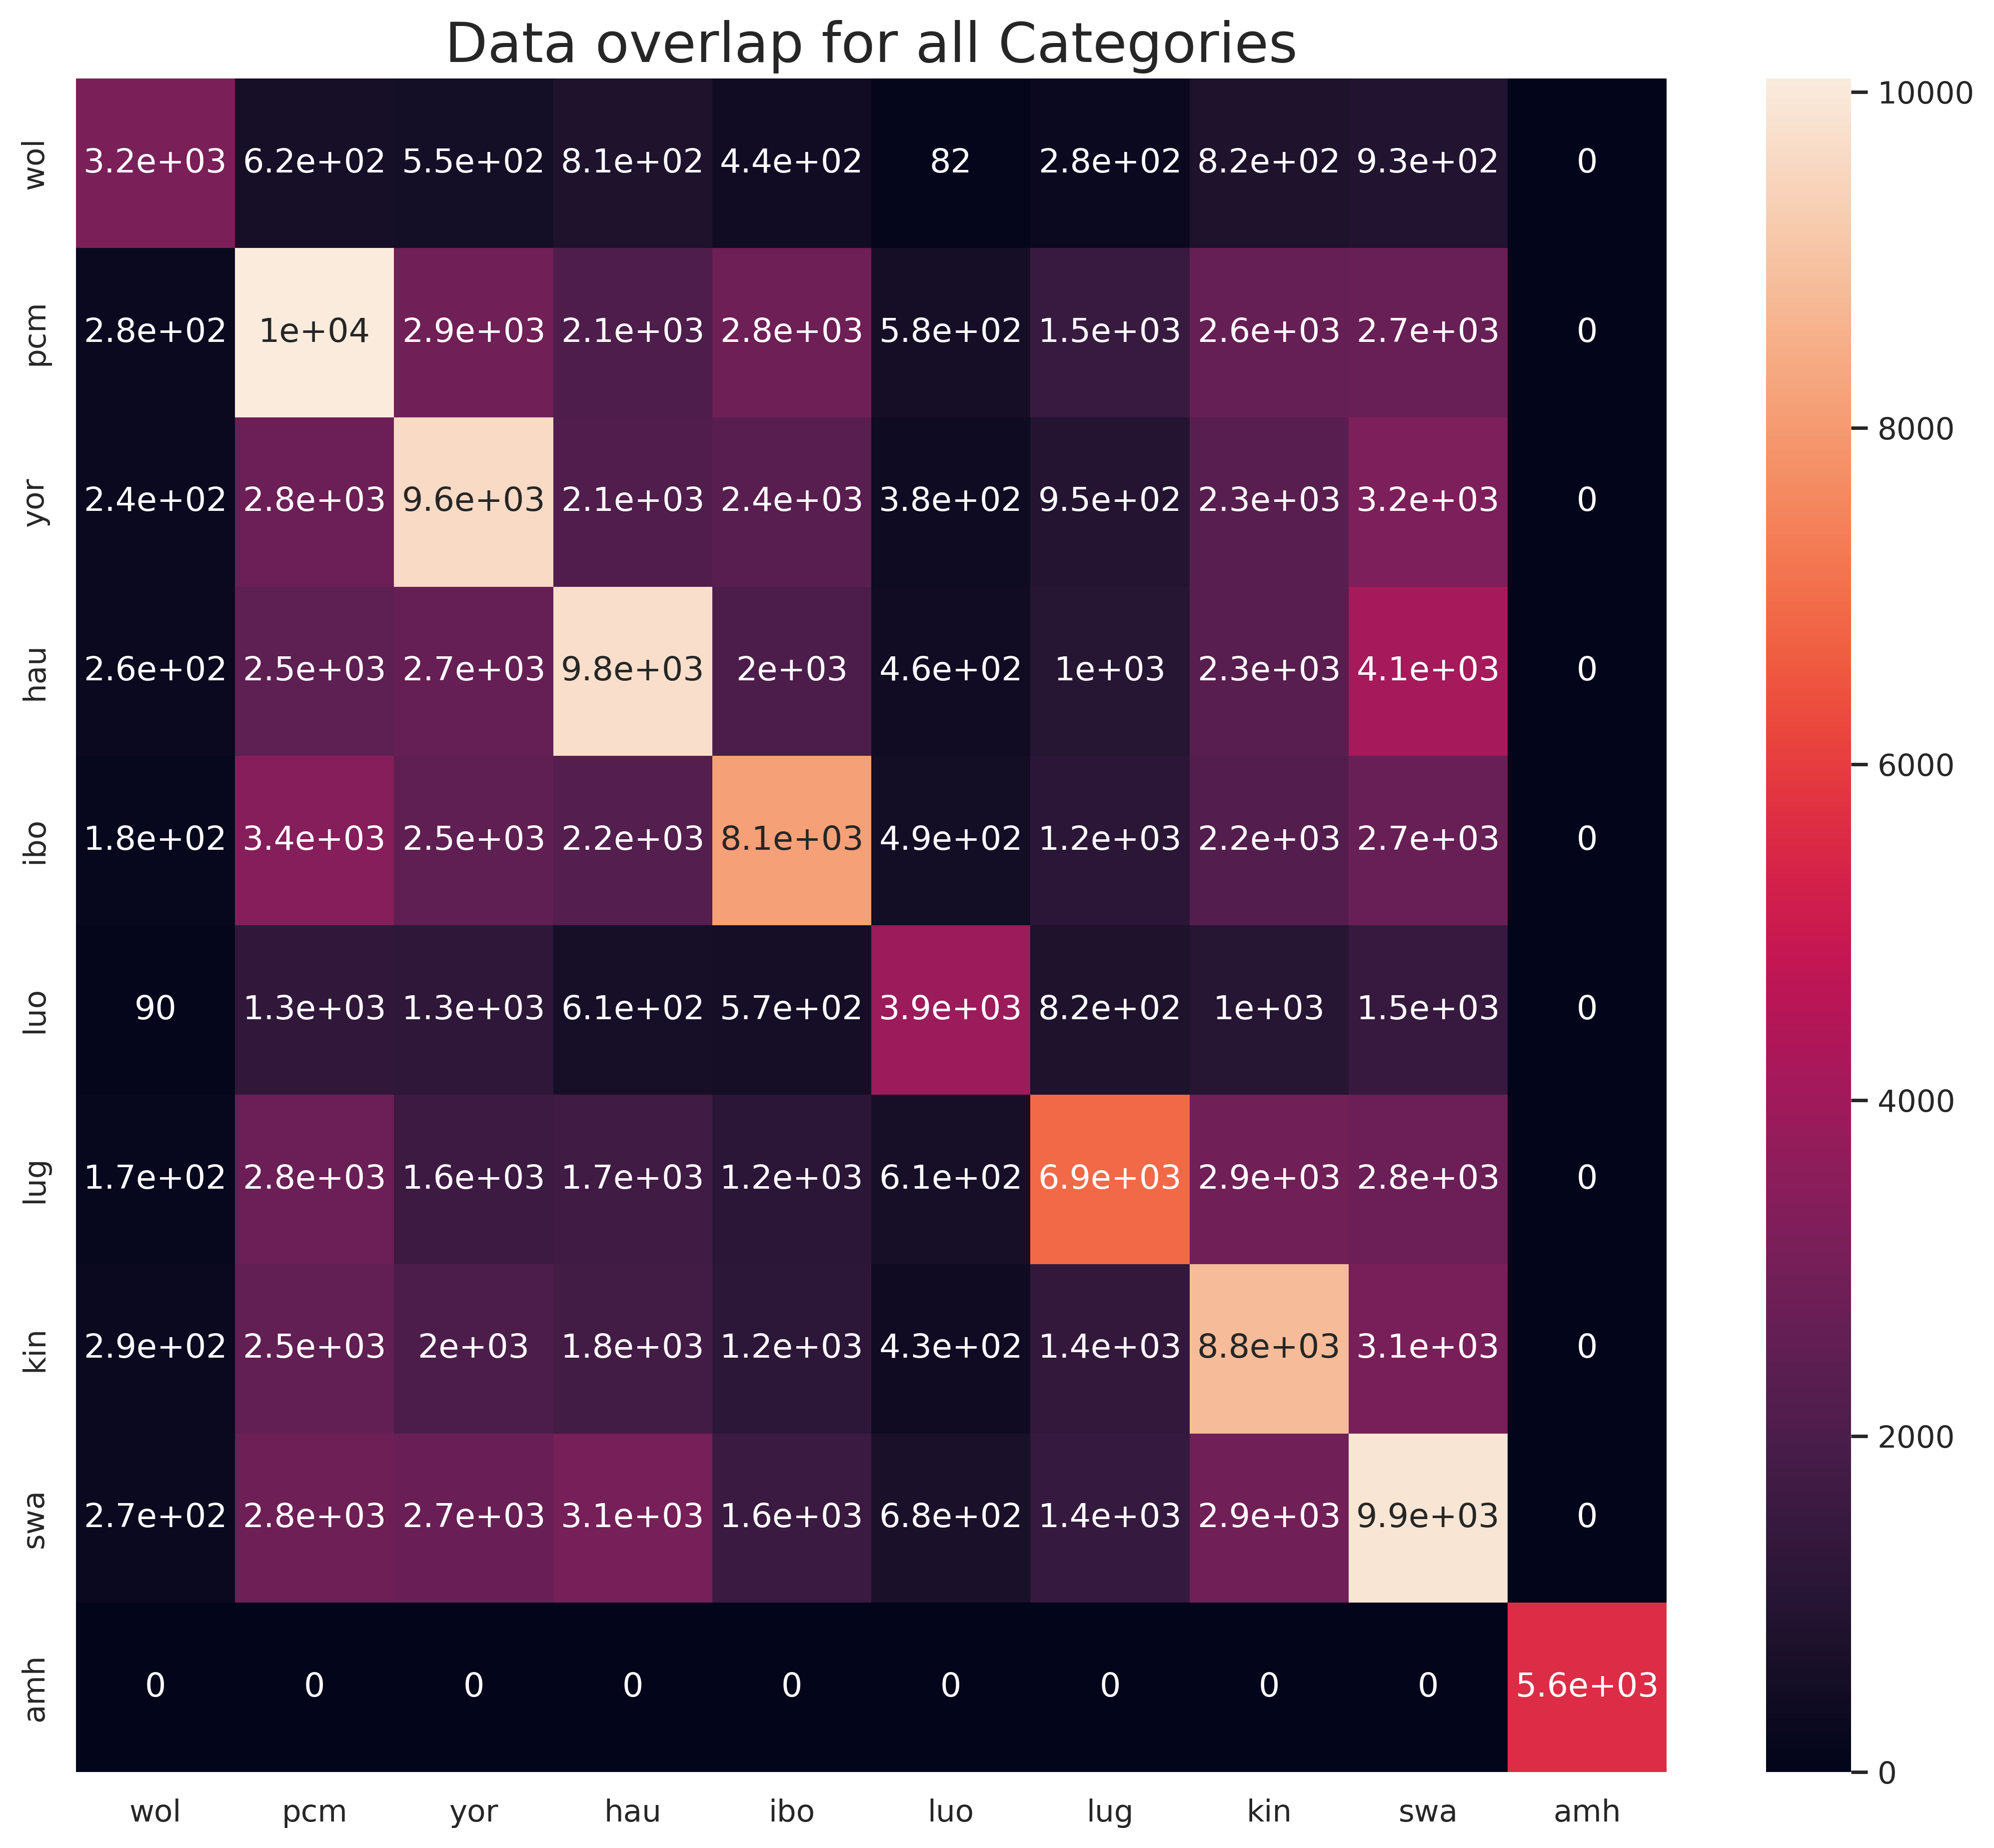 Data overlap for all Categories
wol 3.2e+03 6.2e+02 5.5e+02 8.1e+02 4.4e+02 82 2.8e+02 8.2e+02 9.3e+02 0
pcm 2.8e+02 1e+04 2.9e+03 2.1e+03 2.8e+03 5.8e+02 1.5e+03 2.6e+03 2.7e+03 0
yor 2.4e+02 2.8e+03 9.6e+03 2.1e+03 2.4e+03 3.8e+02 9.5e+02 2.3e+03 3.2e+03 0
hau 2.6e+02 2.5e+03 2.7e+03 9.8e+03 2e+03 4.6e+02 1e+03 2.3e+03 4.1e+03 0
ibo 1.8e+02 3.4e+03 2.5e+03 2.2e+03 8.1e+03 4.9e+02 1.2e+03 2.2e+03 2.7e+03 0
luo 90 1.3e+03 1.3e+03 6.1e+02 5.7e+02 3.9e+03 8.2e+02 1e+03 1.5e+03 0
lug 1.7e+02 2.8e+03 1.6e+03 1.7e+03 1.2e+03 6.1e+02 6.9e+03 2.9e+03 2.8e+03 0
kin 2.9e+02 2.5e+03 2e+03 1.8e+03 1.2e+03 4.3e+02 1.4e+03 8.8e+03 3.1e+03 0
swa 2.7e+02 2.8e+03 2.7e+03 3.1e+03 1.6e+03 6.8e+02 1.4e+03 2.9e+03 9.9e+03 0
amh 0 0 0 0 0 0 0 0 0 5.6e+03
wol pcm yor hau ibo luo lug kin swa amh
10000
8000
6000
4000
2000
0